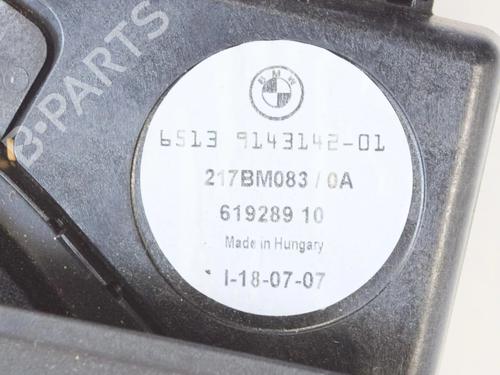 B-PARTS
BMW
6513 9143142-01
217BM083 / 0A
619289 10
Made in Hungary
I-18-07-07